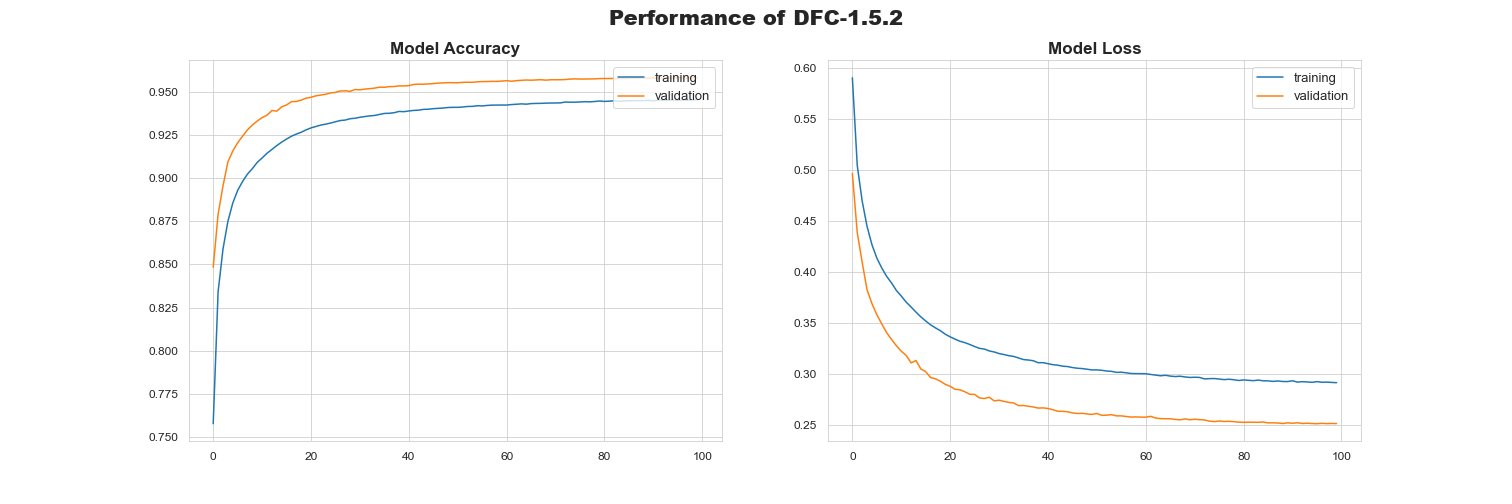 Performance of DFC-1.5.2
Model Accuracy
training
validation
0.950
0.925
0.900
0.875
0.850
0.825
0.800
0.775
0.750
0 20 40 60 80 100
Model Loss
training
validation
0.60
0.55
0.50
0.45
0.40
0.35
0.30
0.25
0 20 40 60 80 100